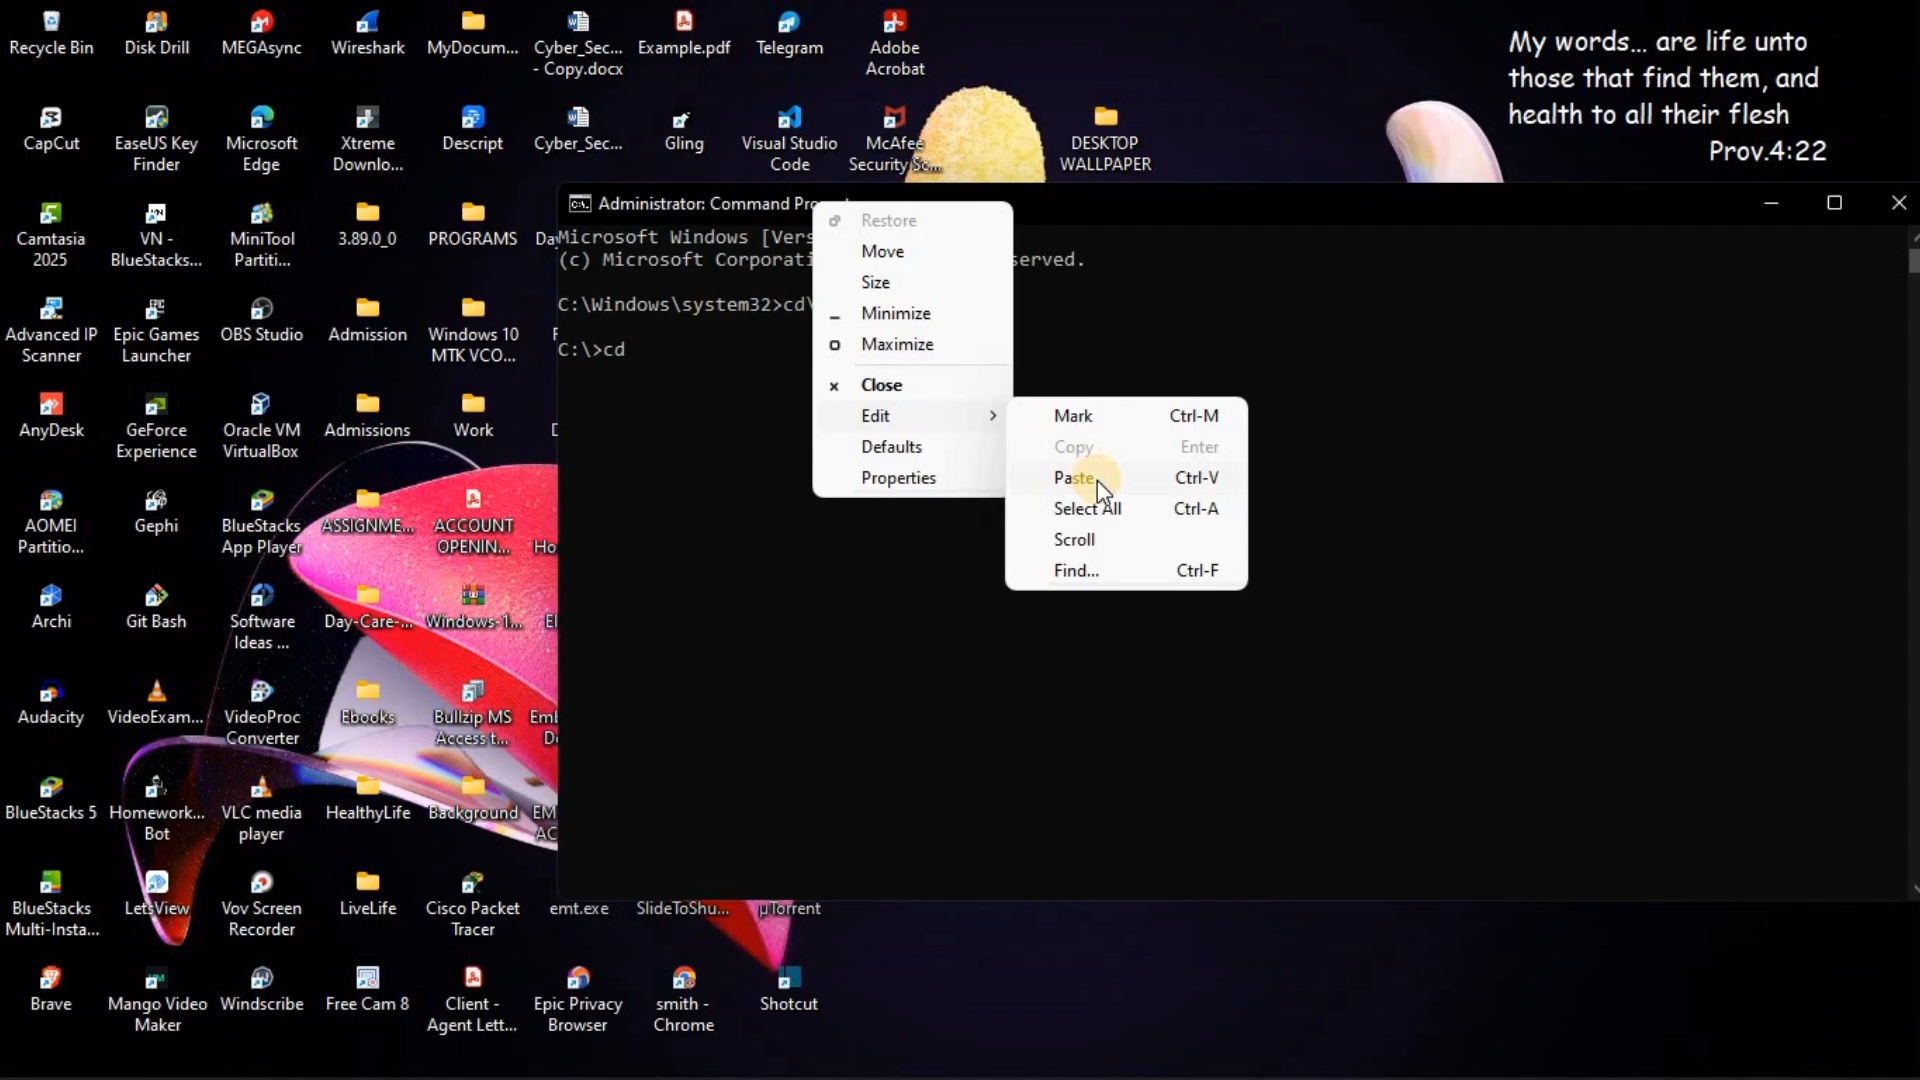 Recycle Bin
Disk Drill
MEGAsync
Wireshark
MyDocum...
Cyber_Sec...
- Copy.docx
Example.pdf
Telegram
Adobe
Acrobat
My words... are life unto
those that find them, and
health to all their flesh
Prov.4:22
CapCut
EaseUS Key
Finder
Microsoft
Edge
Xtreme
Downlo...
Descript
Cyber_Sec...
Gling
Visual Studio
Code
McAfee
Security Sc...
DESKTOP
WALLPAPER
Camtasia
2025
VN -
BlueStacks...
MiniTool
Partiti...
3.89.0_0
PROGRAMS
Advanced IP
Scanner
Epic Games
Launcher
OBS Studio
Admission
Windows 10
MTK VCO...
AnyDesk
GeForce
Experience
Oracle VM
VirtualBox
Admissions
Work
AOMEI
Partitio...
Gephi
BlueStacks
App Player
ASSIGNME...
ACCOUNT
OPENIN...
Archi
Git Bash
Software
Ideas ...
Day-Care-...
Windows-1...
Audacity
VideoExam...
VideoProc
Converter
Ebooks
Bullzip MS
Access t...
BlueStacks 5
Homework...
Bot
VLC media
player
HealthyLife
Background
BlueStacks
Multi-Insta...
LetsView
Vov Screen
Recorder
LiveLife
Cisco Packet
Tracer
emt.exe
SlideToShu...
µTorrent
Brave
Mango Video
Maker
Windscribe
Free Cam 8
Client -
Agent Lett...
Epic Privacy
Browser
smith -
Chrome
Shotcut
Administrator: Command
Microsoft Windows
(c) Microsoft
C:\Windows\system32>cd\
C:\>cd
Restore
Move
Size
Minimize
Maximize
Close
Edit
Defaults
Properties
Mark Ctrl-M
Copy Enter
Paste Ctrl-V
Select All Ctrl-A
Scroll
Find... Ctrl-F